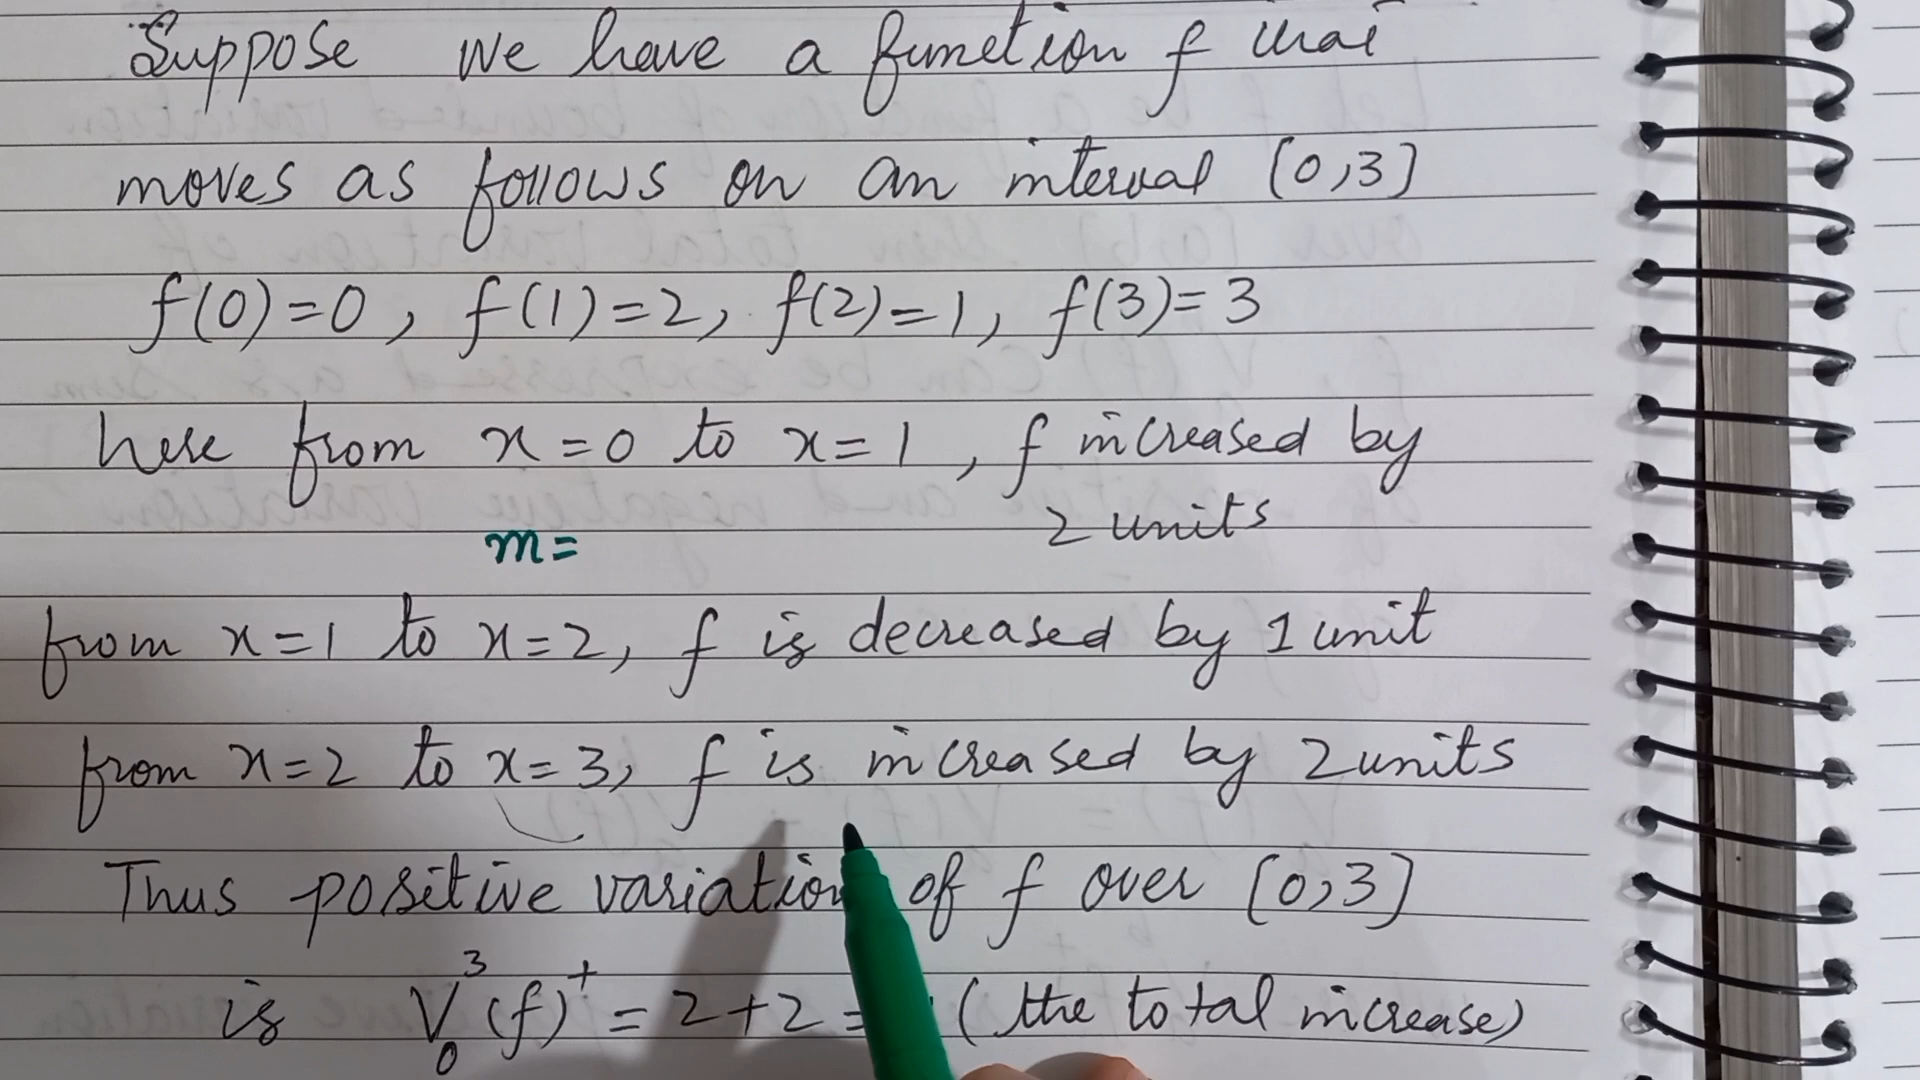 Suppose we have a function f that
moves as follows on an interval [0,3]
f(0)=0, f(1)=2, f(2)=1, f(3)=3
here from x=0 to x=1, f increased by
2 units
m=
from x=1 to x=2, f is decreased by 1 unit
from x=2 to x=3, f is increased by 2 units
Thus positive variation of f over [0,3]
is V₀³(f)⁺ = 2+2 = (the total increase)